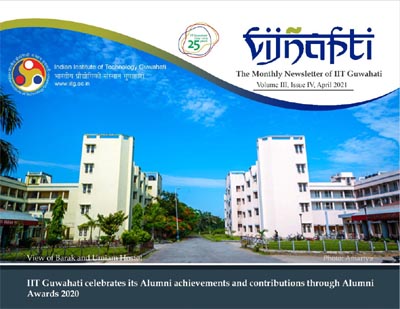 Indian Institute of Technology Guwahati
भारतीय प्रौद्योगिकी संस्थान गुवाहाटी
www.iitg.ac.in
25
Vijñapti
The Monthly Newsletter of IIT Guwahati
Volume III, Issue IV, April 2021
View of Barak and Umiam Hostel
Photo: Amartya
IIT Guwahati celebrates its Alumni achievements and contributions through Alumni
Awards 2020